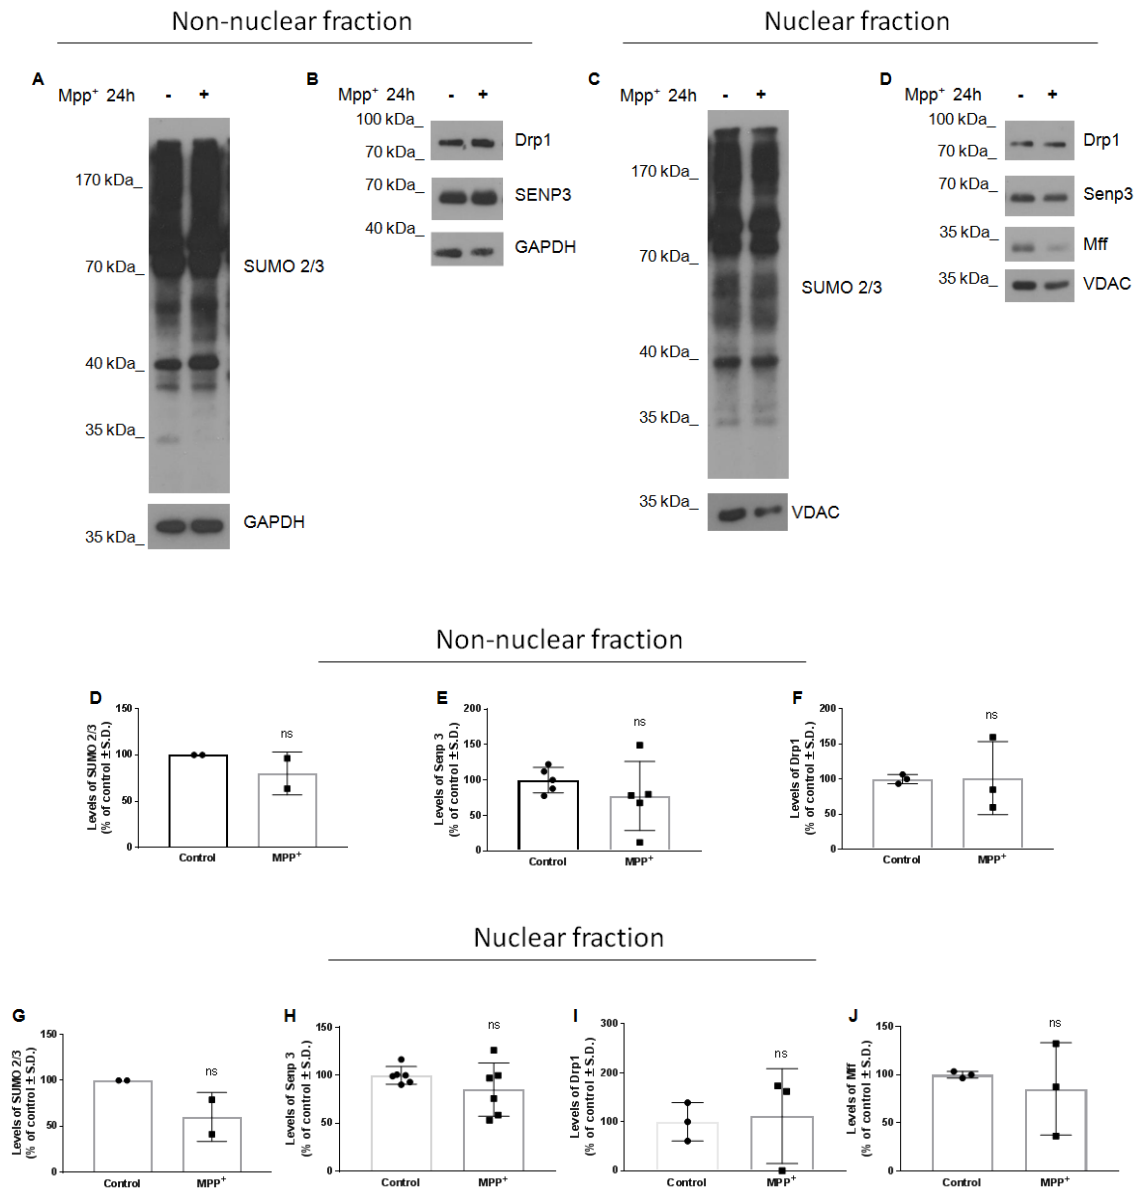 Non-nuclear fraction
Nuclear fraction
A
Mpp+ 24h - +
170 kDa_
70 kDa_
40 kDa_
35 kDa_
SUMO 2/3
35 kDa_
GAPDH
B
Mpp+ 24h - +
100 kDa_
70 kDa_
Drp1
70 kDa_
SENP3
40 kDa_
GAPDH
C
Mpp+ 24h - +
170 kDa_
70 kDa_
40 kDa_
35 kDa_
SUMO 2/3
35 kDa_
VDAC
D
Mpp+ 24h - +
100 kDa_
70 kDa_
Drp1
70 kDa_
Senp3
35 kDa_
Mff
35 kDa_
VDAC
Non-nuclear fraction
D
Levels of SUMO 2/3
(% of control ± S.D.)
150
100
50
0
ns
Control MPP+
E
Levels of Senp 3
(% of control ± S.D.)
200
150
100
50
0
ns
Control MPP+
F
Levels of Drp1
(% of control ± S.D.)
200
150
100
50
0
ns
Control MPP+
Nuclear fraction
G
Levels of SUMO 2/3
(% of control ± S.D.)
150
100
50
0
ns
Control MPP+
H
Levels of Senp 3
(% of control ± S.D.)
150
100
50
0
ns
Control MPP+
I
Levels of Drp1
(% of control ± S.D.)
300
200
100
0
ns
Control MPP+
J
Levels of Mff
(% of control ± S.D.)
150
100
50
0
ns
Control MPP+